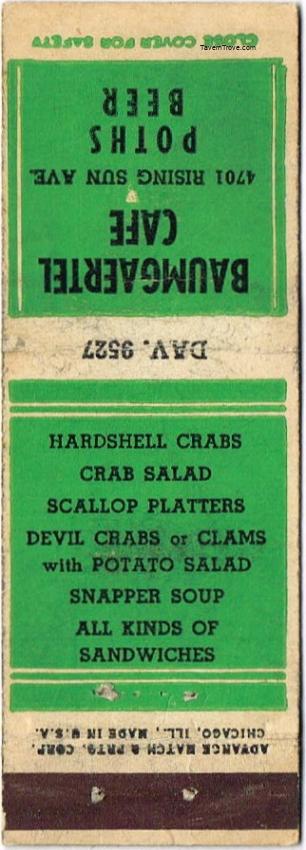 TavernTrove.com
CLOSE COVER FOR SAFETY
BAUMGAERTEL
CAFE
4701 RISING SUN AVE.
POTHS
BEER
DAV. 9527
HARDSHELL CRABS
CRAB SALAD
SCALLOP PLATTERS
DEVIL CRABS or CLAMS
with POTATO SALAD
SNAPPER SOUP
ALL KINDS OF
SANDWICHES
ADVANCE MATCH & PRTG. CORP.
CHICAGO, ILL., MADE IN U.S.A.